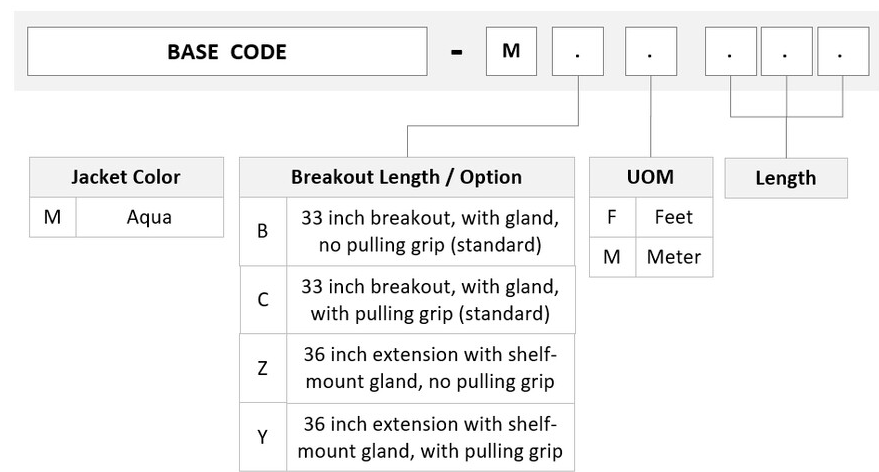 BASE CODE - M . . . . .
Jacket Color
M Aqua
Breakout Length / Option
B 33 inch breakout, with gland,
no pulling grip (standard)
C 33 inch breakout, with gland,
with pulling grip (standard)
Z 36 inch extension with shelf-
mount gland, no pulling grip
Y 36 inch extension with shelf-
mount gland, with pulling grip
UOM
F Feet
M Meter
Length